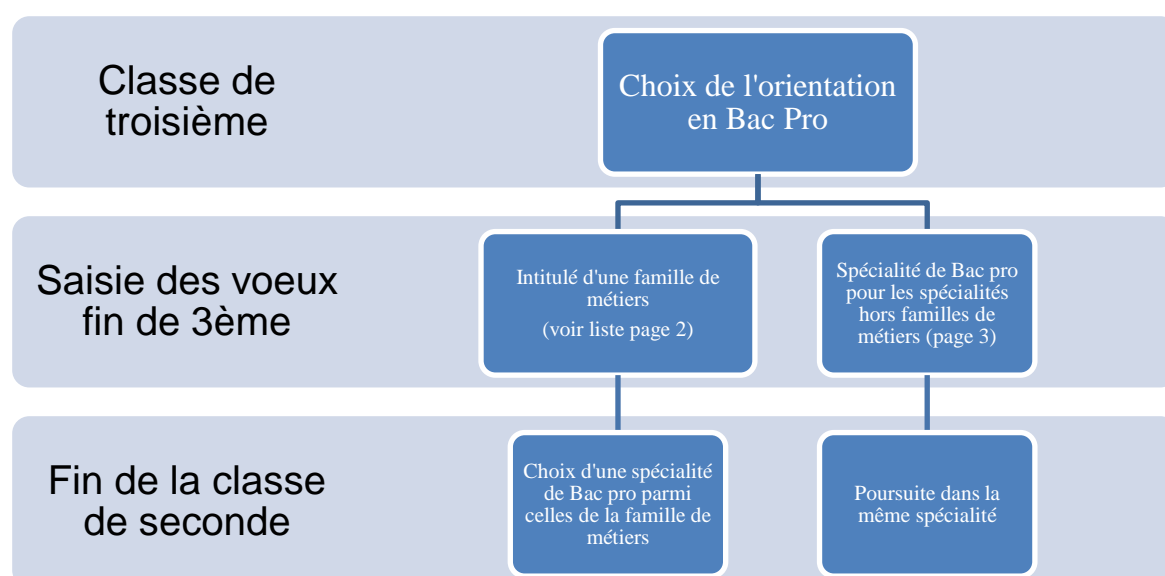 Classe de
troisième
Choix de l'orientation
en Bac Pro
Saisie des voeux
fin de 3ème
Intitulé d'une famille de
métiers
(voir liste page 2)
Spécialité de Bac pro
pour les spécialités
hors familles de
métiers (page 3)
Fin de la classe
de seconde
Choix d'une spécialité
de Bac pro parmi
celles de la famille de
métiers
Poursuite dans la
même spécialité